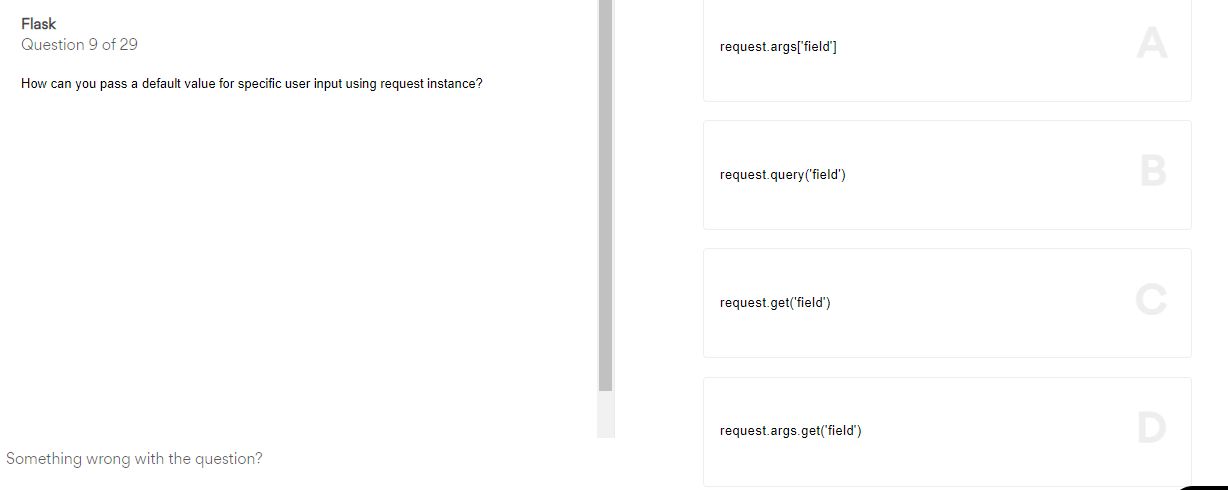 Flask
Question 9 of 29
How can you pass a default value for specific user input using request instance?
Something wrong with the question?
request.args['field']
A
request.query('field')
B
request.get('field')
C
request.args.get('field')
D